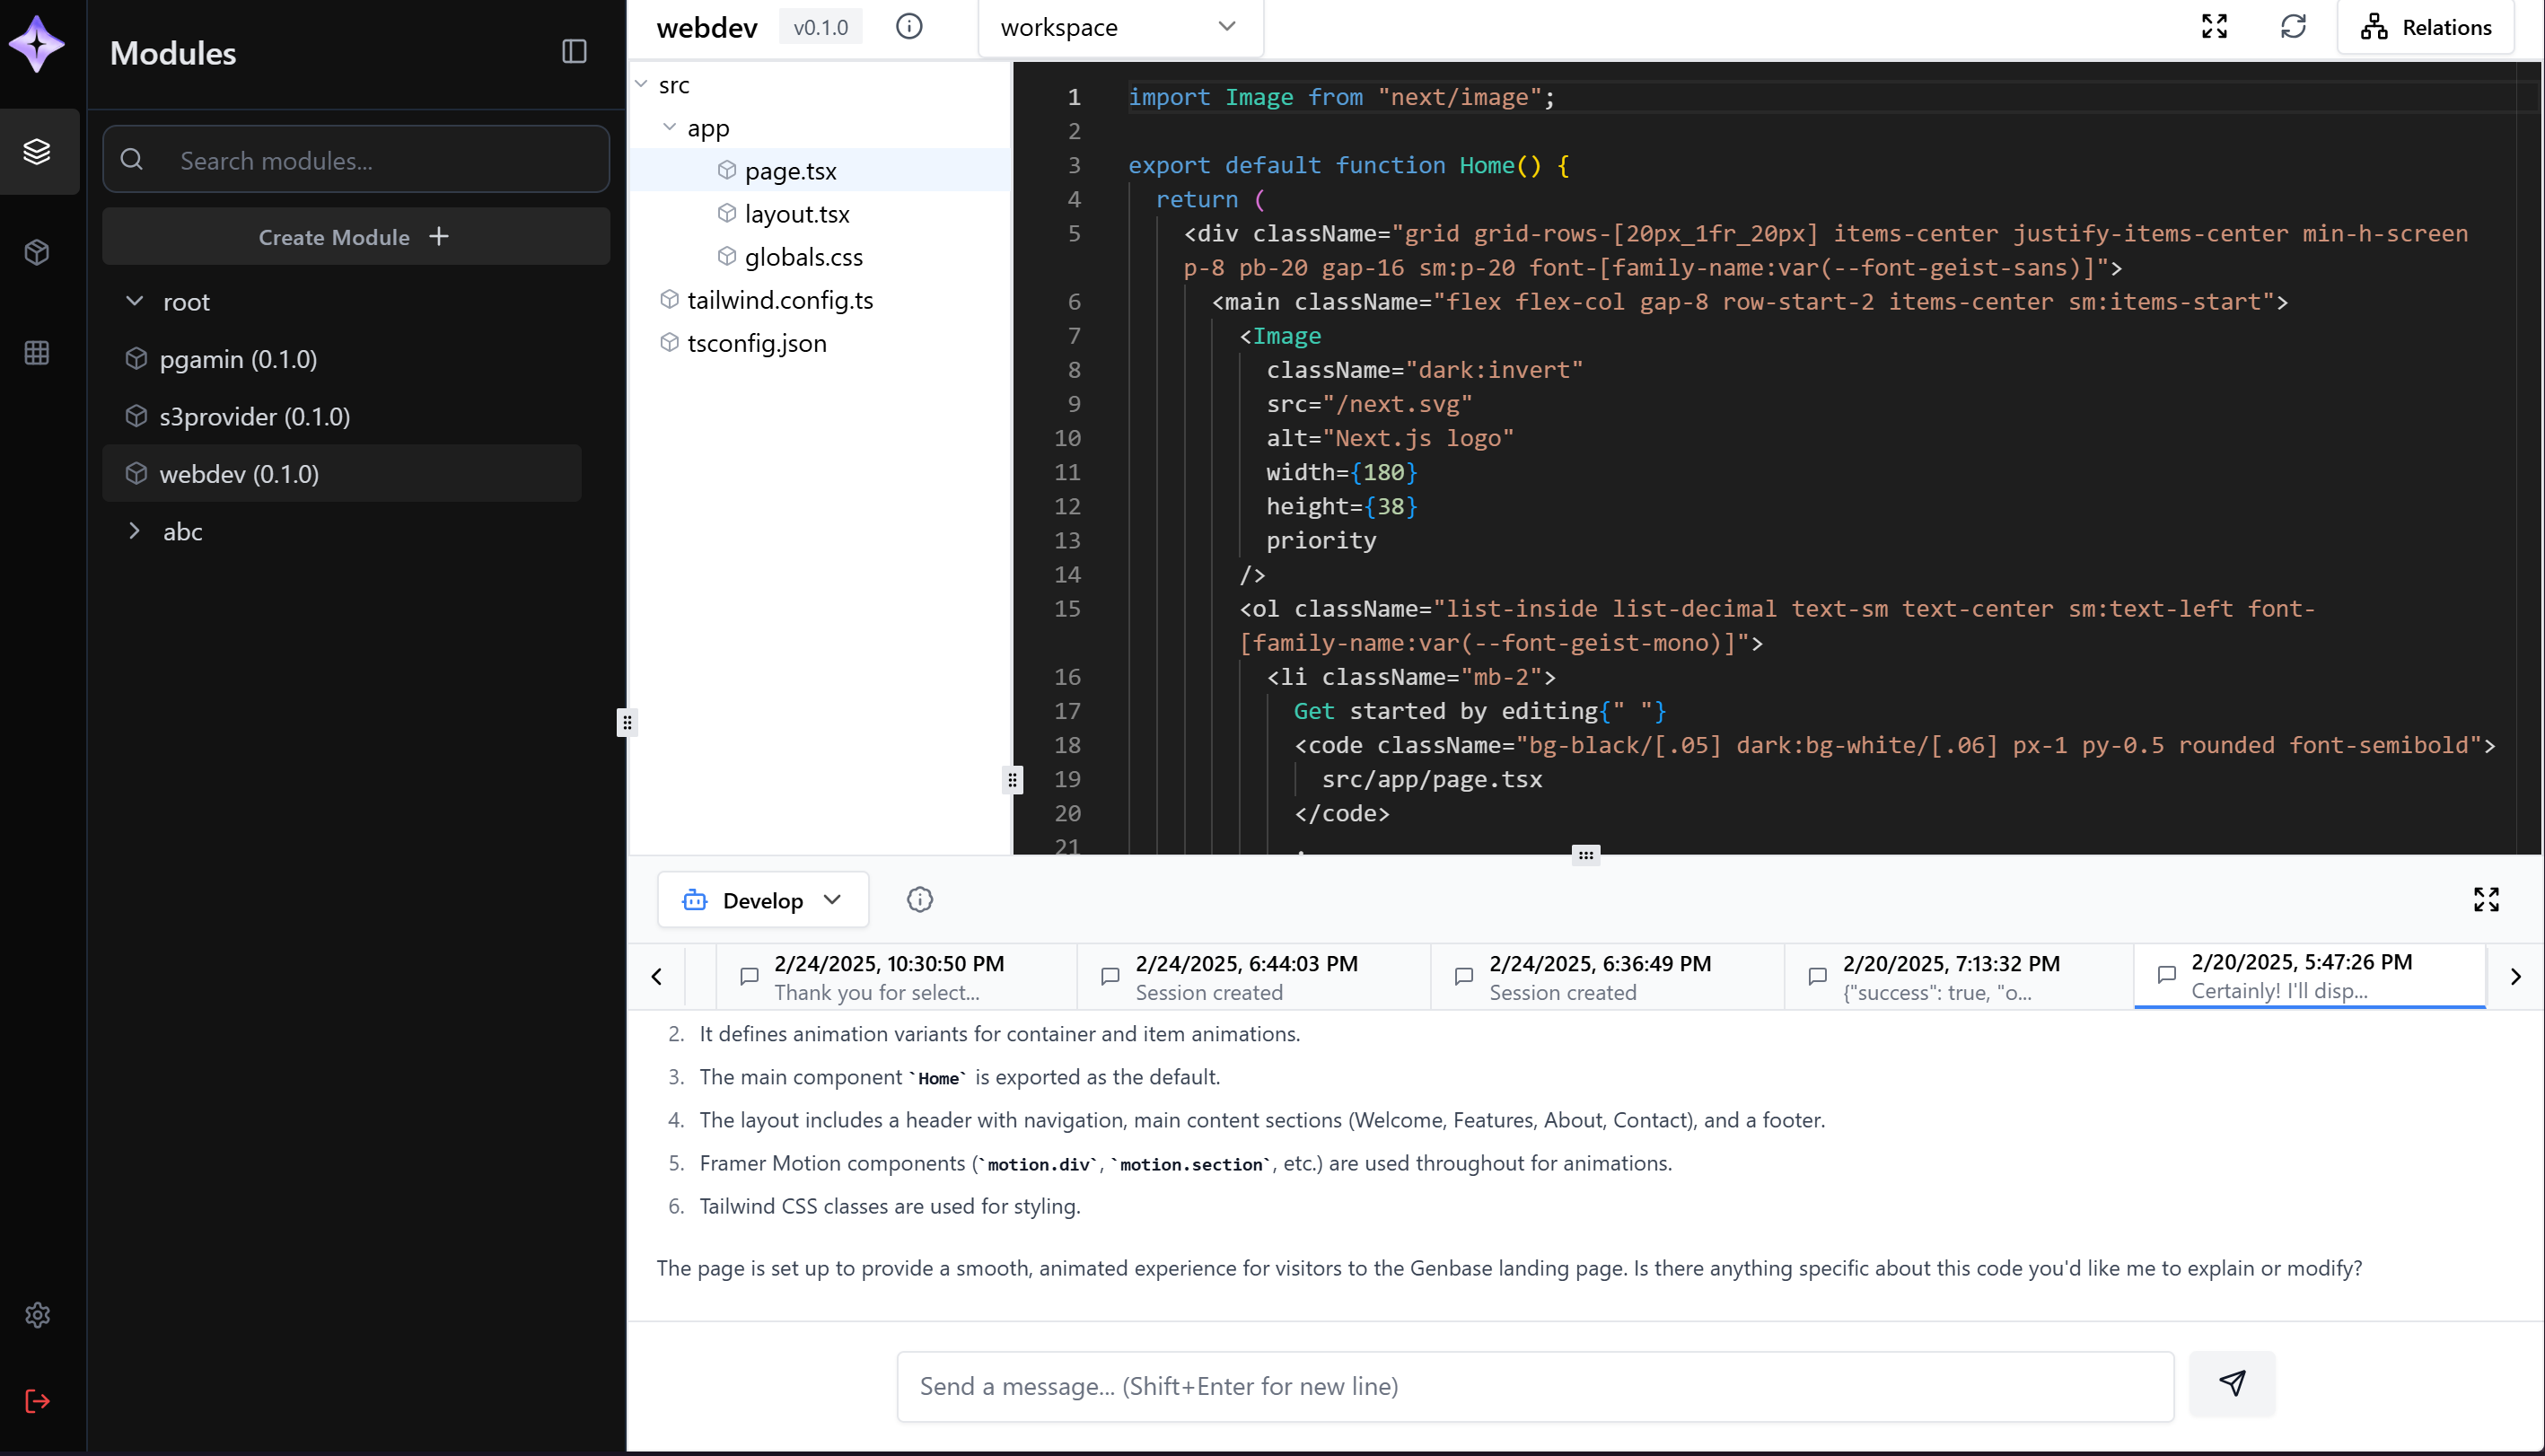 Modules
Search modules...
Create Module +
root
pgamin (0.1.0)
s3provider (0.1.0)
webdev (0.1.0)
abc
webdev v0.1.0 workspace Relations
src
app
page.tsx
layout.tsx
globals.css
tailwind.config.ts
tsconfig.json
1 import Image from "next/image";
2
3 export default function Home() {
4 return (
5 <div className="grid grid-rows-[20px_1fr_20px] items-center justify-items-center min-h-screen
p-8 pb-20 gap-16 sm:p-20 font-[family-name:var(--font-geist-sans)]">
6 <main className="flex flex-col gap-8 row-start-2 items-center sm:items-start">
7 <Image
8 className="dark:invert"
9 src="/next.svg"
10 alt="Next.js logo"
11 width={180}
12 height={38}
13 priority
14 />
15 <ol className="list-inside list-decimal text-sm text-center sm:text-left font-
[family-name:var(--font-geist-mono)]">
16 <li className="mb-2">
17 Get started by editing{" "}
18 <code className="bg-black/[.05] dark:bg-white/[.06] px-1 py-0.5 rounded font-semibold">
19 src/app/page.tsx
20 </code>
21
Develop
2/24/2025, 10:30:50 PM
Thank you for select...
2/24/2025, 6:44:03 PM
Session created
2/24/2025, 6:36:49 PM
Session created
2/20/2025, 7:13:32 PM
{"success": true, "o...
2/20/2025, 5:47:26 PM
Certainly! I'll disp...
2. It defines animation variants for container and item animations.
3. The main component `Home` is exported as the default.
4. The layout includes a header with navigation, main content sections (Welcome, Features, About, Contact), and a footer.
5. Framer Motion components (`motion.div`, `motion.section`, etc.) are used throughout for animations.
6. Tailwind CSS classes are used for styling.
The page is set up to provide a smooth, animated experience for visitors to the Genbase landing page. Is there anything specific about this code you'd like me to explain or modify?
Send a message... (Shift+Enter for new line)